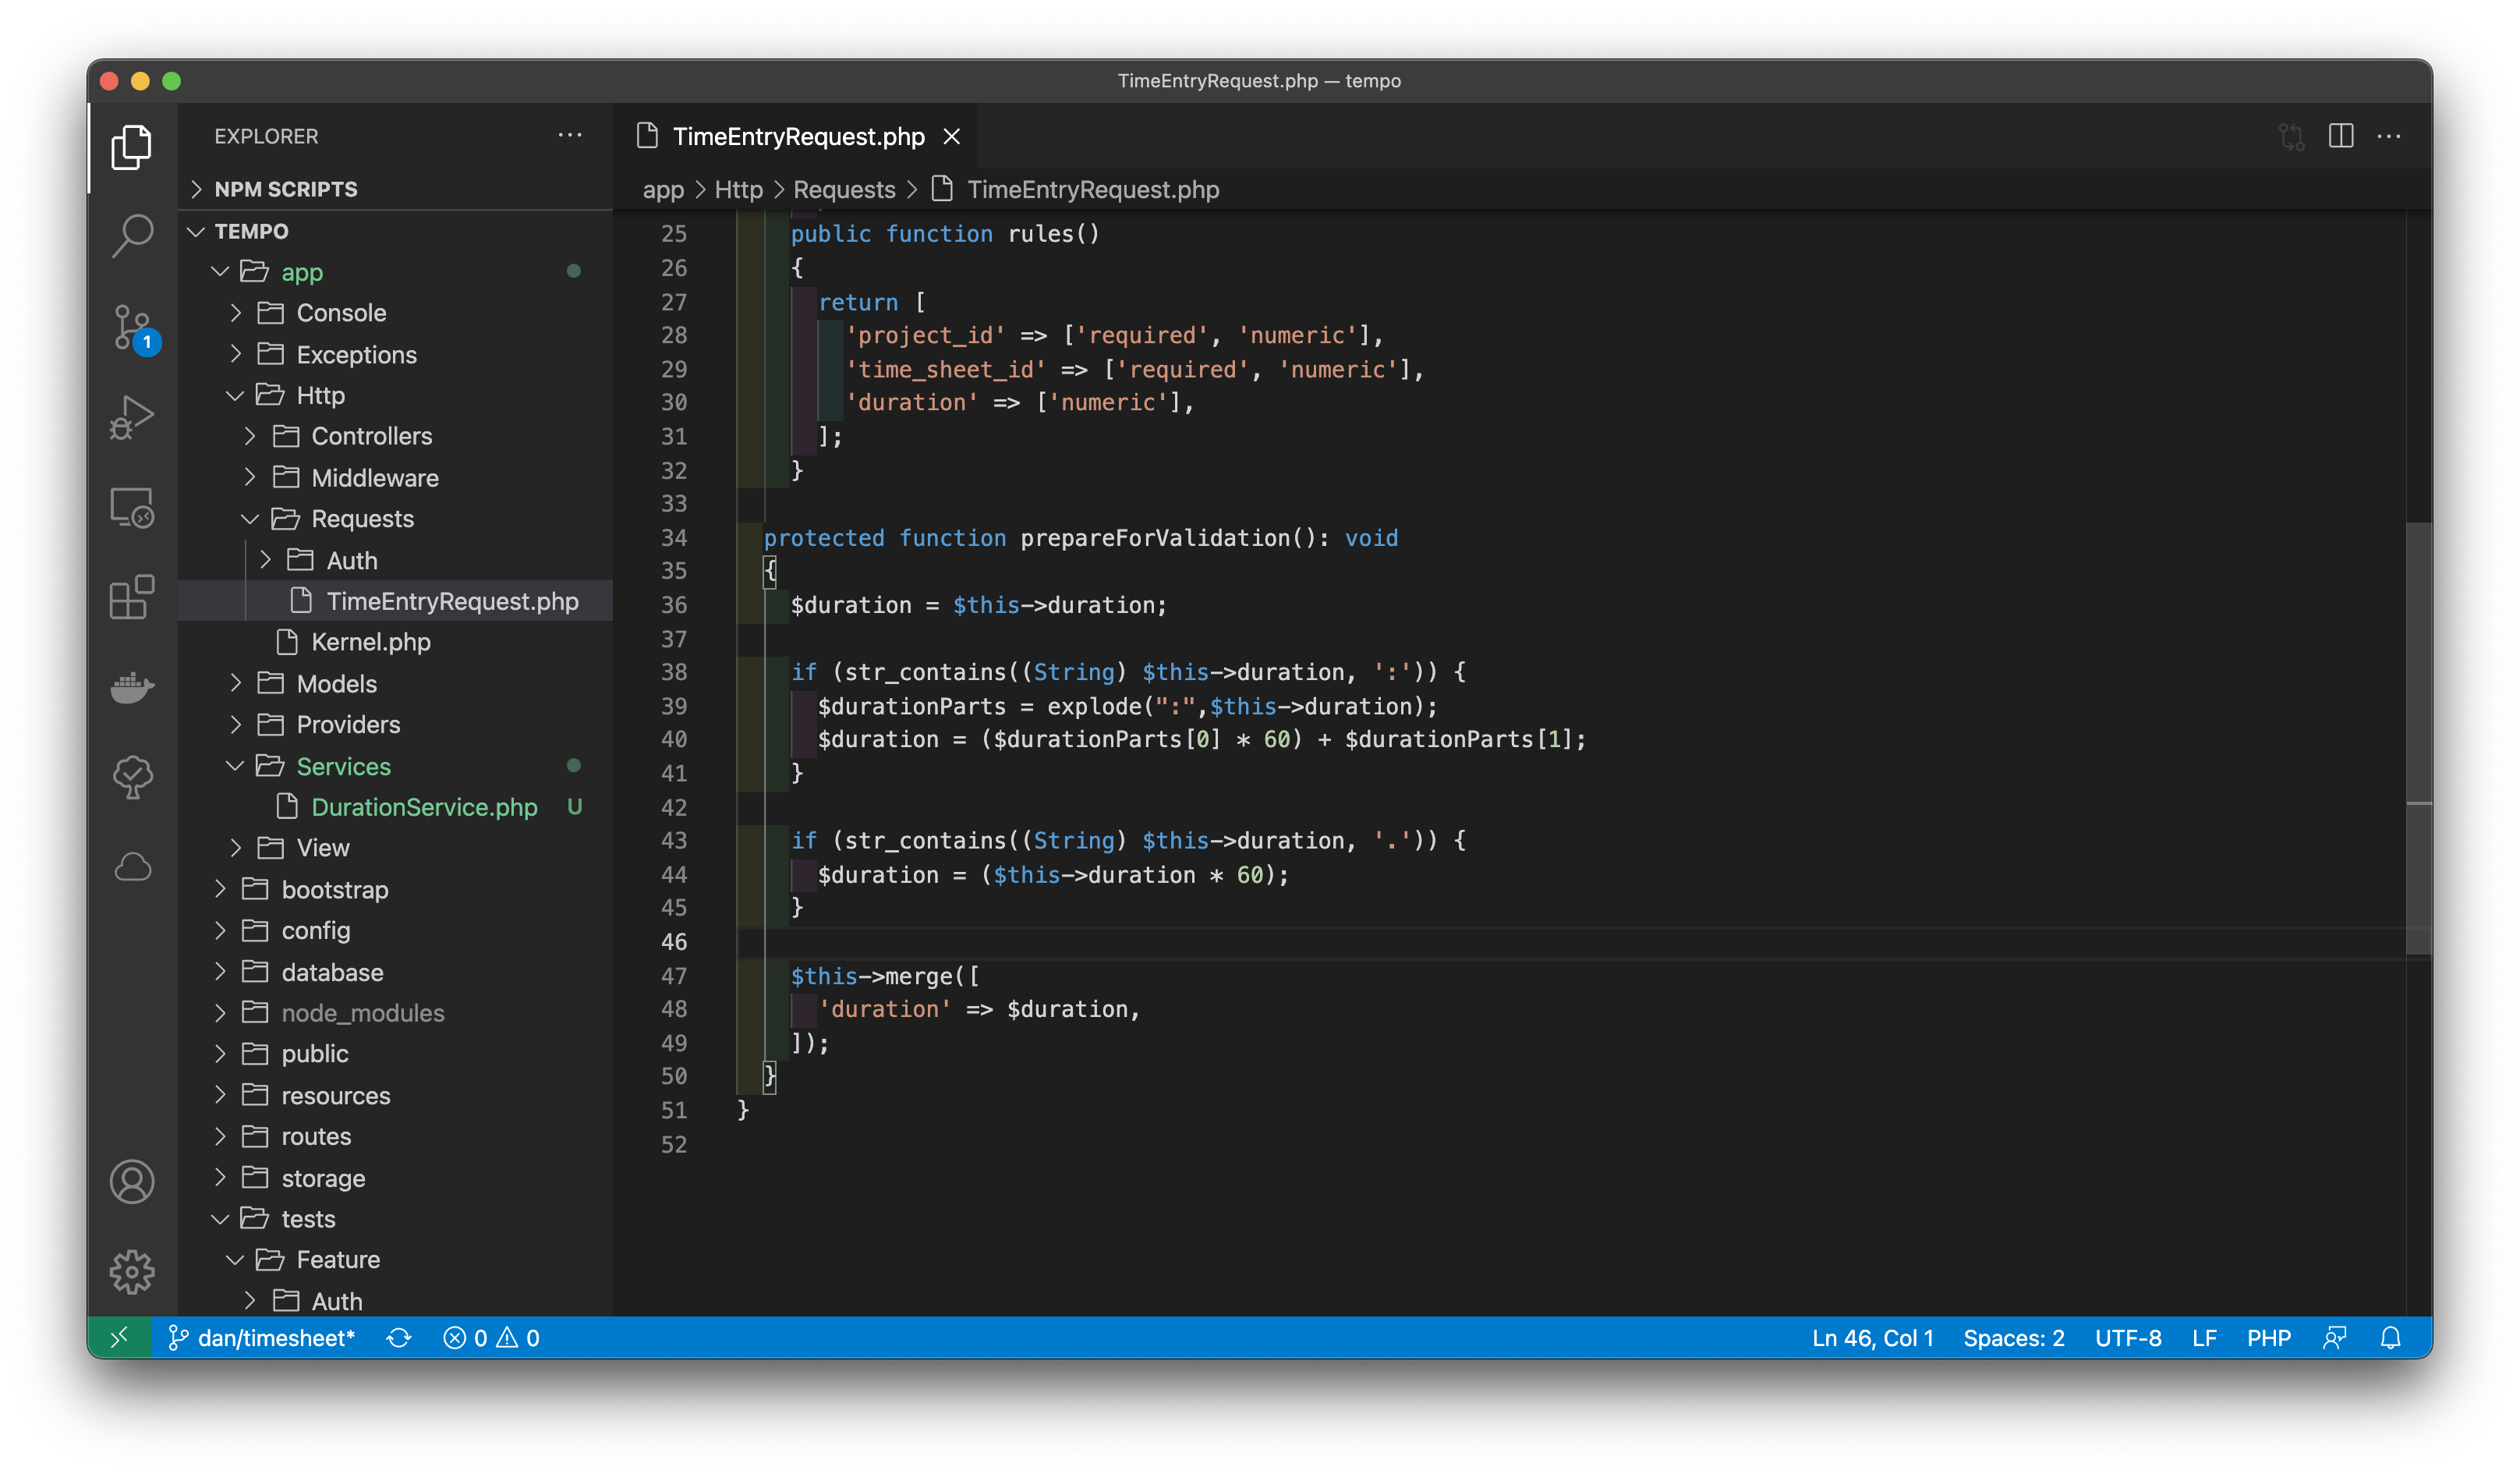 TimeEntryRequest.php — tempo
EXPLORER
NPM SCRIPTS
TEMPO
app
Console
Exceptions
Http
Controllers
Middleware
Requests
Auth
TimeEntryRequest.php
Kernel.php
Models
Providers
Services
DurationService.php U
View
bootstrap
config
database
node_modules
public
resources
routes
storage
tests
Feature
Auth
1
TimeEntryRequest.php
app > Http > Requests > TimeEntryRequest.php
25 public function rules()
26 {
27 return [
28 'project_id' => ['required', 'numeric'],
29 'time_sheet_id' => ['required', 'numeric'],
30 'duration' => ['numeric'],
31 ];
32 }
33
34 protected function prepareForValidation(): void
35 {
36 $duration = $this->duration;
37
38 if (str_contains((String) $this->duration, ':')) {
39 $durationParts = explode(":",$this->duration);
40 $duration = ($durationParts[0] * 60) + $durationParts[1];
41 }
42
43 if (str_contains((String) $this->duration, '.')) {
44 $duration = ($this->duration * 60);
45 }
46
47 $this->merge([
48 'duration' => $duration,
49 ]);
50 }
51 }
52
dan/timesheet* 0 0 Ln 46, Col 1 Spaces: 2 UTF-8 LF PHP